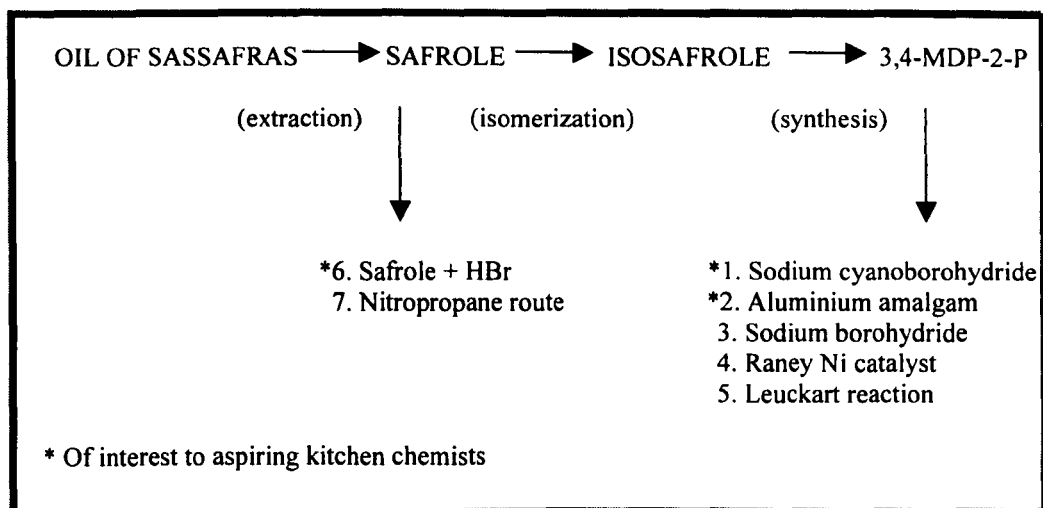 OIL OF SASSAFRAS SAFROLE ISOSAFROLE 3,4-MDP-2-P
(extraction) (isomerization) (synthesis)
*6. Safrole + HBr *1. Sodium cyanoborohydride
7. Nitropropane route *2. Aluminium amalgam
3. Sodium borohydride
4. Raney Ni catalyst
5. Leuckart reaction
* Of interest to aspiring kitchen chemists